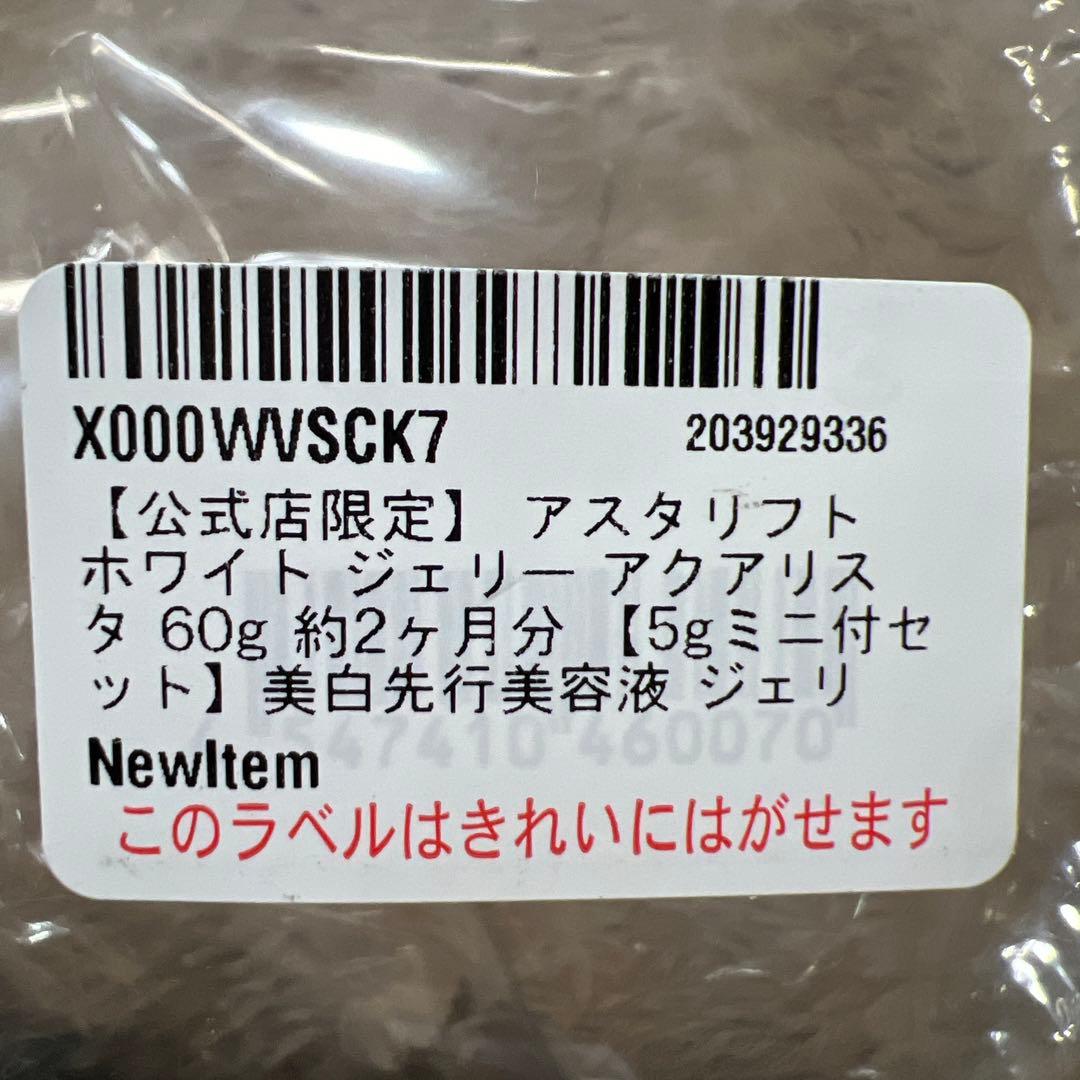 X000WVSCK7 203929336
【公式店限定】 アスタリフト
ホワイト ジェリー アクアリス
タ 60g 約2ヶ月分 【5gミニ付セ
ット】美白先行美容液 ジェリ
547410 460070
NewItem
このラベルはきれいにはがせます